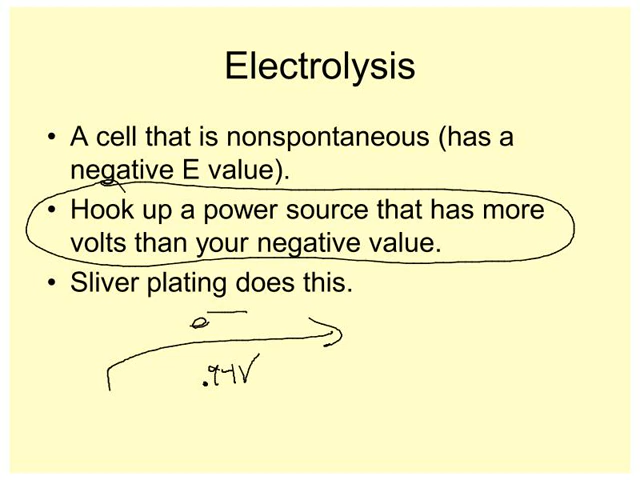 Electrolysis
• A cell that is nonspontaneous (has a
negative E value).
• Hook up a power source that has more
volts than your negative value.
• Sliver plating does this.
e⁻
.94V